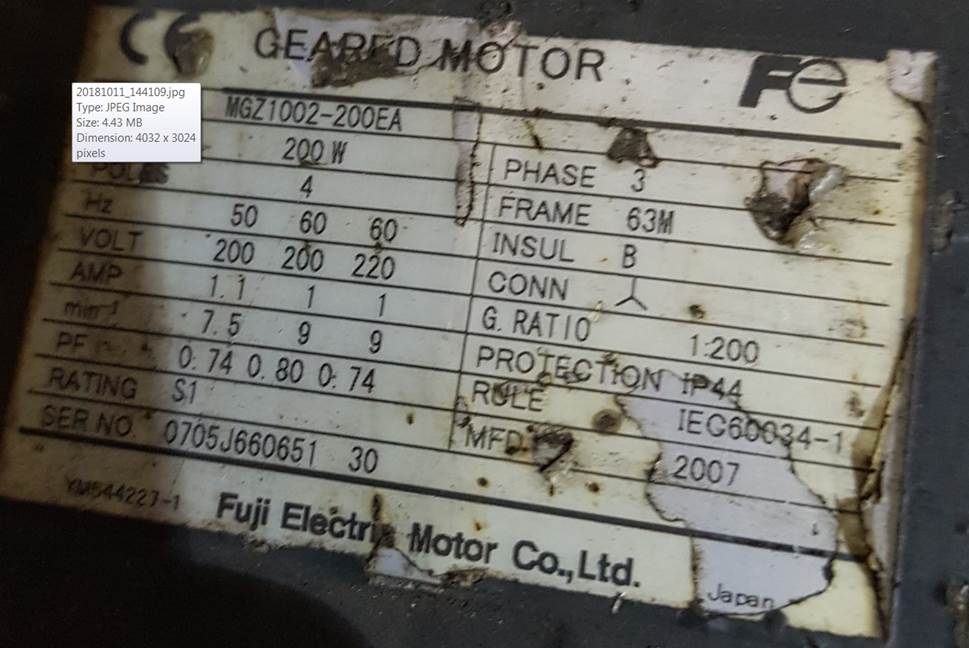 CE GEARED MOTOR Fe
20181011_144109.jpg
Type: JPEG Image
Size: 4.43 MB
Dimension: 4032 x 3024
pixels
MGZ1002-200EA
200 W PHASE 3
POLES 4 FRAME 63M
Hz 50 60 60 INSUL B
VOLT 200 200 220 CONN
AMP 1.1 1 1 G. RATIO 1:200
min-1 7.5 9 9 PROTECTION IP44
PF 0.74 0.80 0.74 RULE IEC60034-1
RATING S1 MFD. 2007
SER NO. 0705J660651 30
YM544227-1 Fuji Electric Motor Co.,Ltd.
Japan